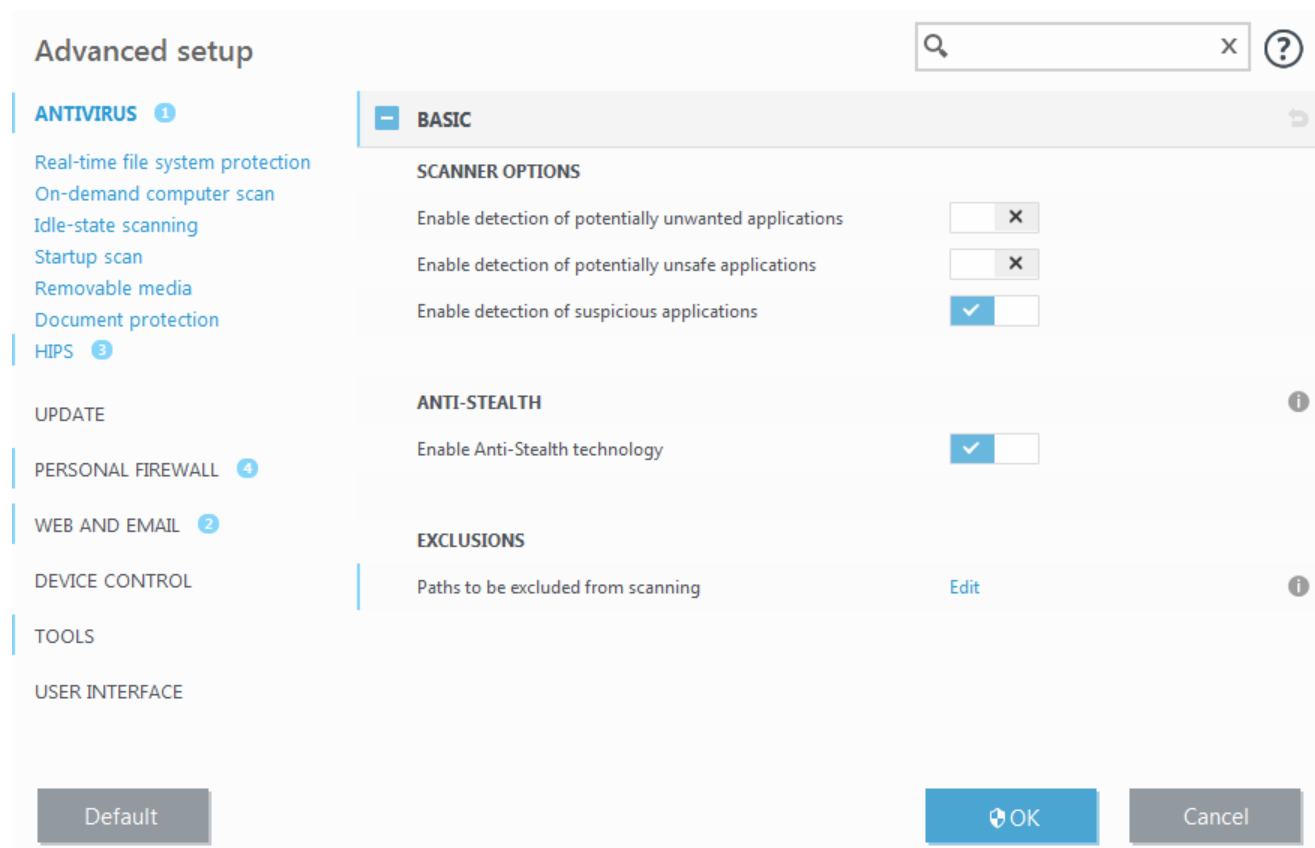 Advanced setup
X
?
ANTIVIRUS 1
Real-time file system protection
On-demand computer scan
Idle-state scanning
Startup scan
Removable media
Document protection
HIPS 3
UPDATE
PERSONAL FIREWALL 4
WEB AND EMAIL 2
DEVICE CONTROL
TOOLS
USER INTERFACE
BASIC
SCANNER OPTIONS
Enable detection of potentially unwanted applications
Enable detection of potentially unsafe applications
Enable detection of suspicious applications
ANTI-STEALTH
Enable Anti-Stealth technology
EXCLUSIONS
Paths to be excluded from scanning Edit
Default
OK
Cancel